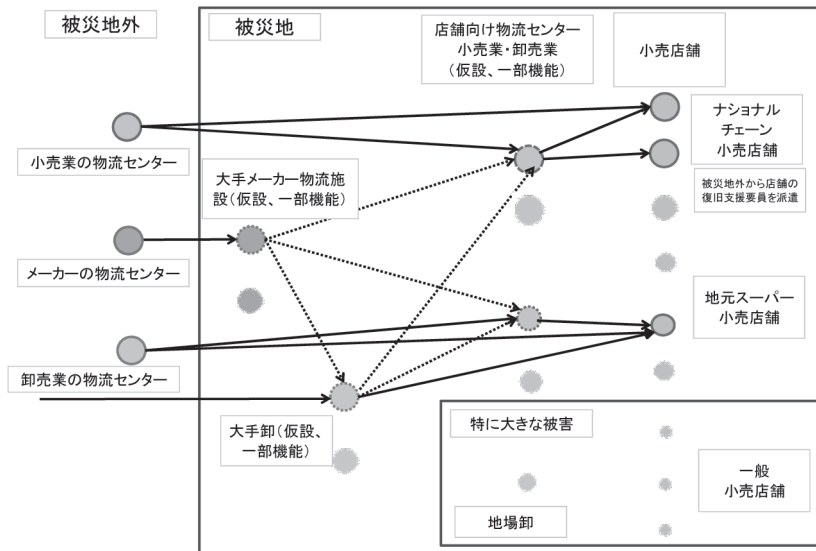 被災地外
被災地
店舗向け物流センター
小売業・卸売業
(仮設、一部機能)
小売店舗
小売業の物流センター
ナショナル
チェーン
小売店舗
大手メーカー物流施
設(仮設、一部機能)
被災地外から店舗の
復旧支援要員を派遣
メーカーの物流センター
地元スーパー
小売店舗
卸売業の物流センター
大手卸(仮設、
一部機能)
特に大きな被害
一般
小売店舗
地場卸